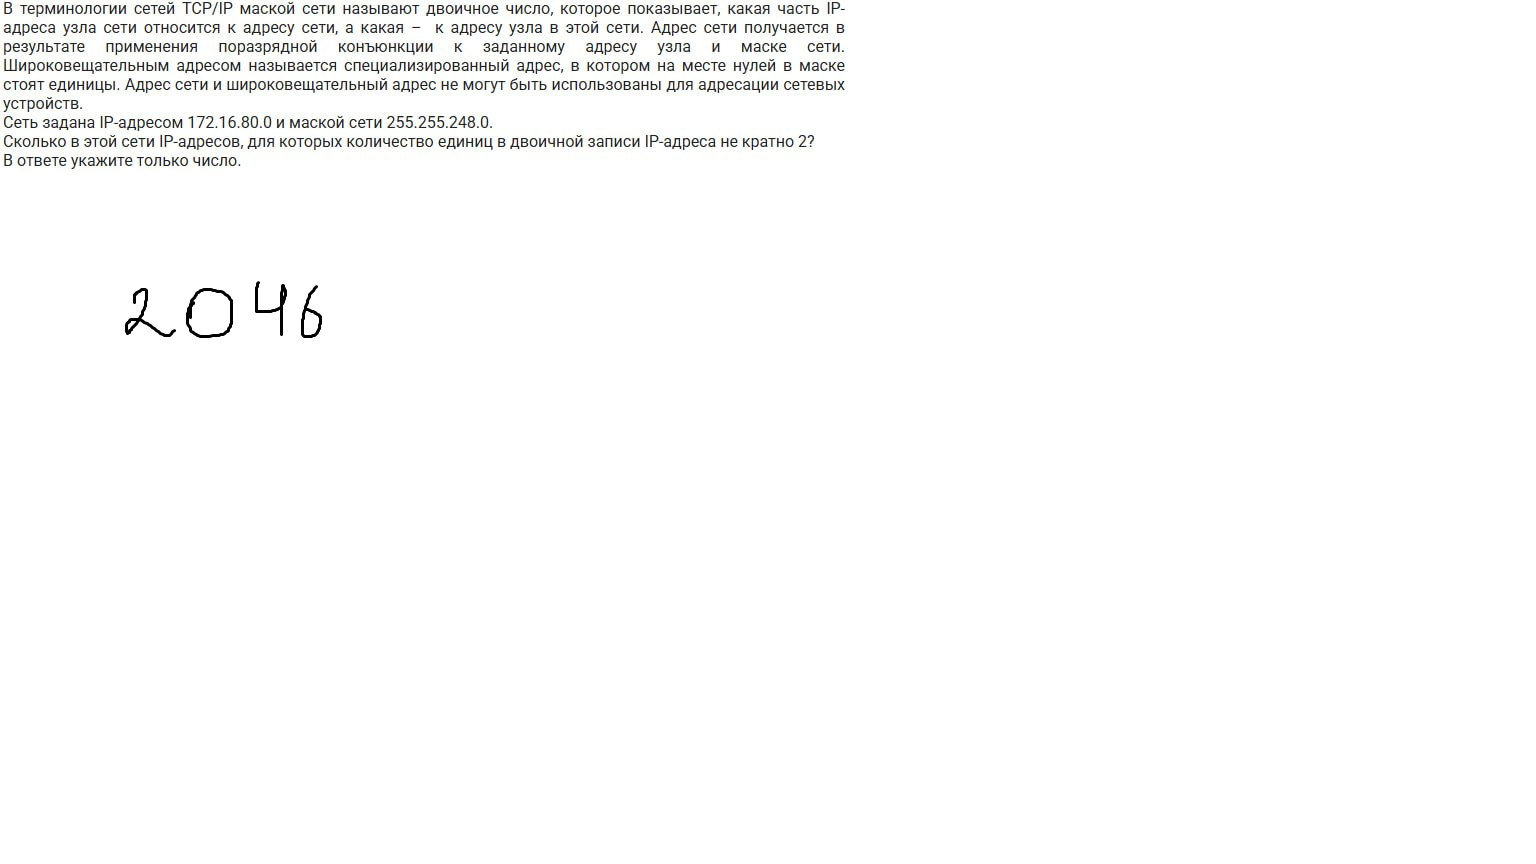 В терминологии сетей TCP/IP маской сети называют двоичное число, которое показывает, какая часть IP-
адреса узла сети относится к адресу сети, а какая – к адресу узла в этой сети. Адрес сети получается в
результате применения поразрядной конъюнкции к заданному адресу узла и маске сети.
Широковещательным адресом называется специализированный адрес, в котором на месте нулей в маске
стоят единицы. Адрес сети и широковещательный адрес не могут быть использованы для адресации сетевых
устройств.
Сеть задана IP-адресом 172.16.80.0 и маской сети 255.255.248.0.
Сколько в этой сети IP-адресов, для которых количество единиц в двоичной записи IP-адреса не кратно 2?
В ответе укажите только число.
2046